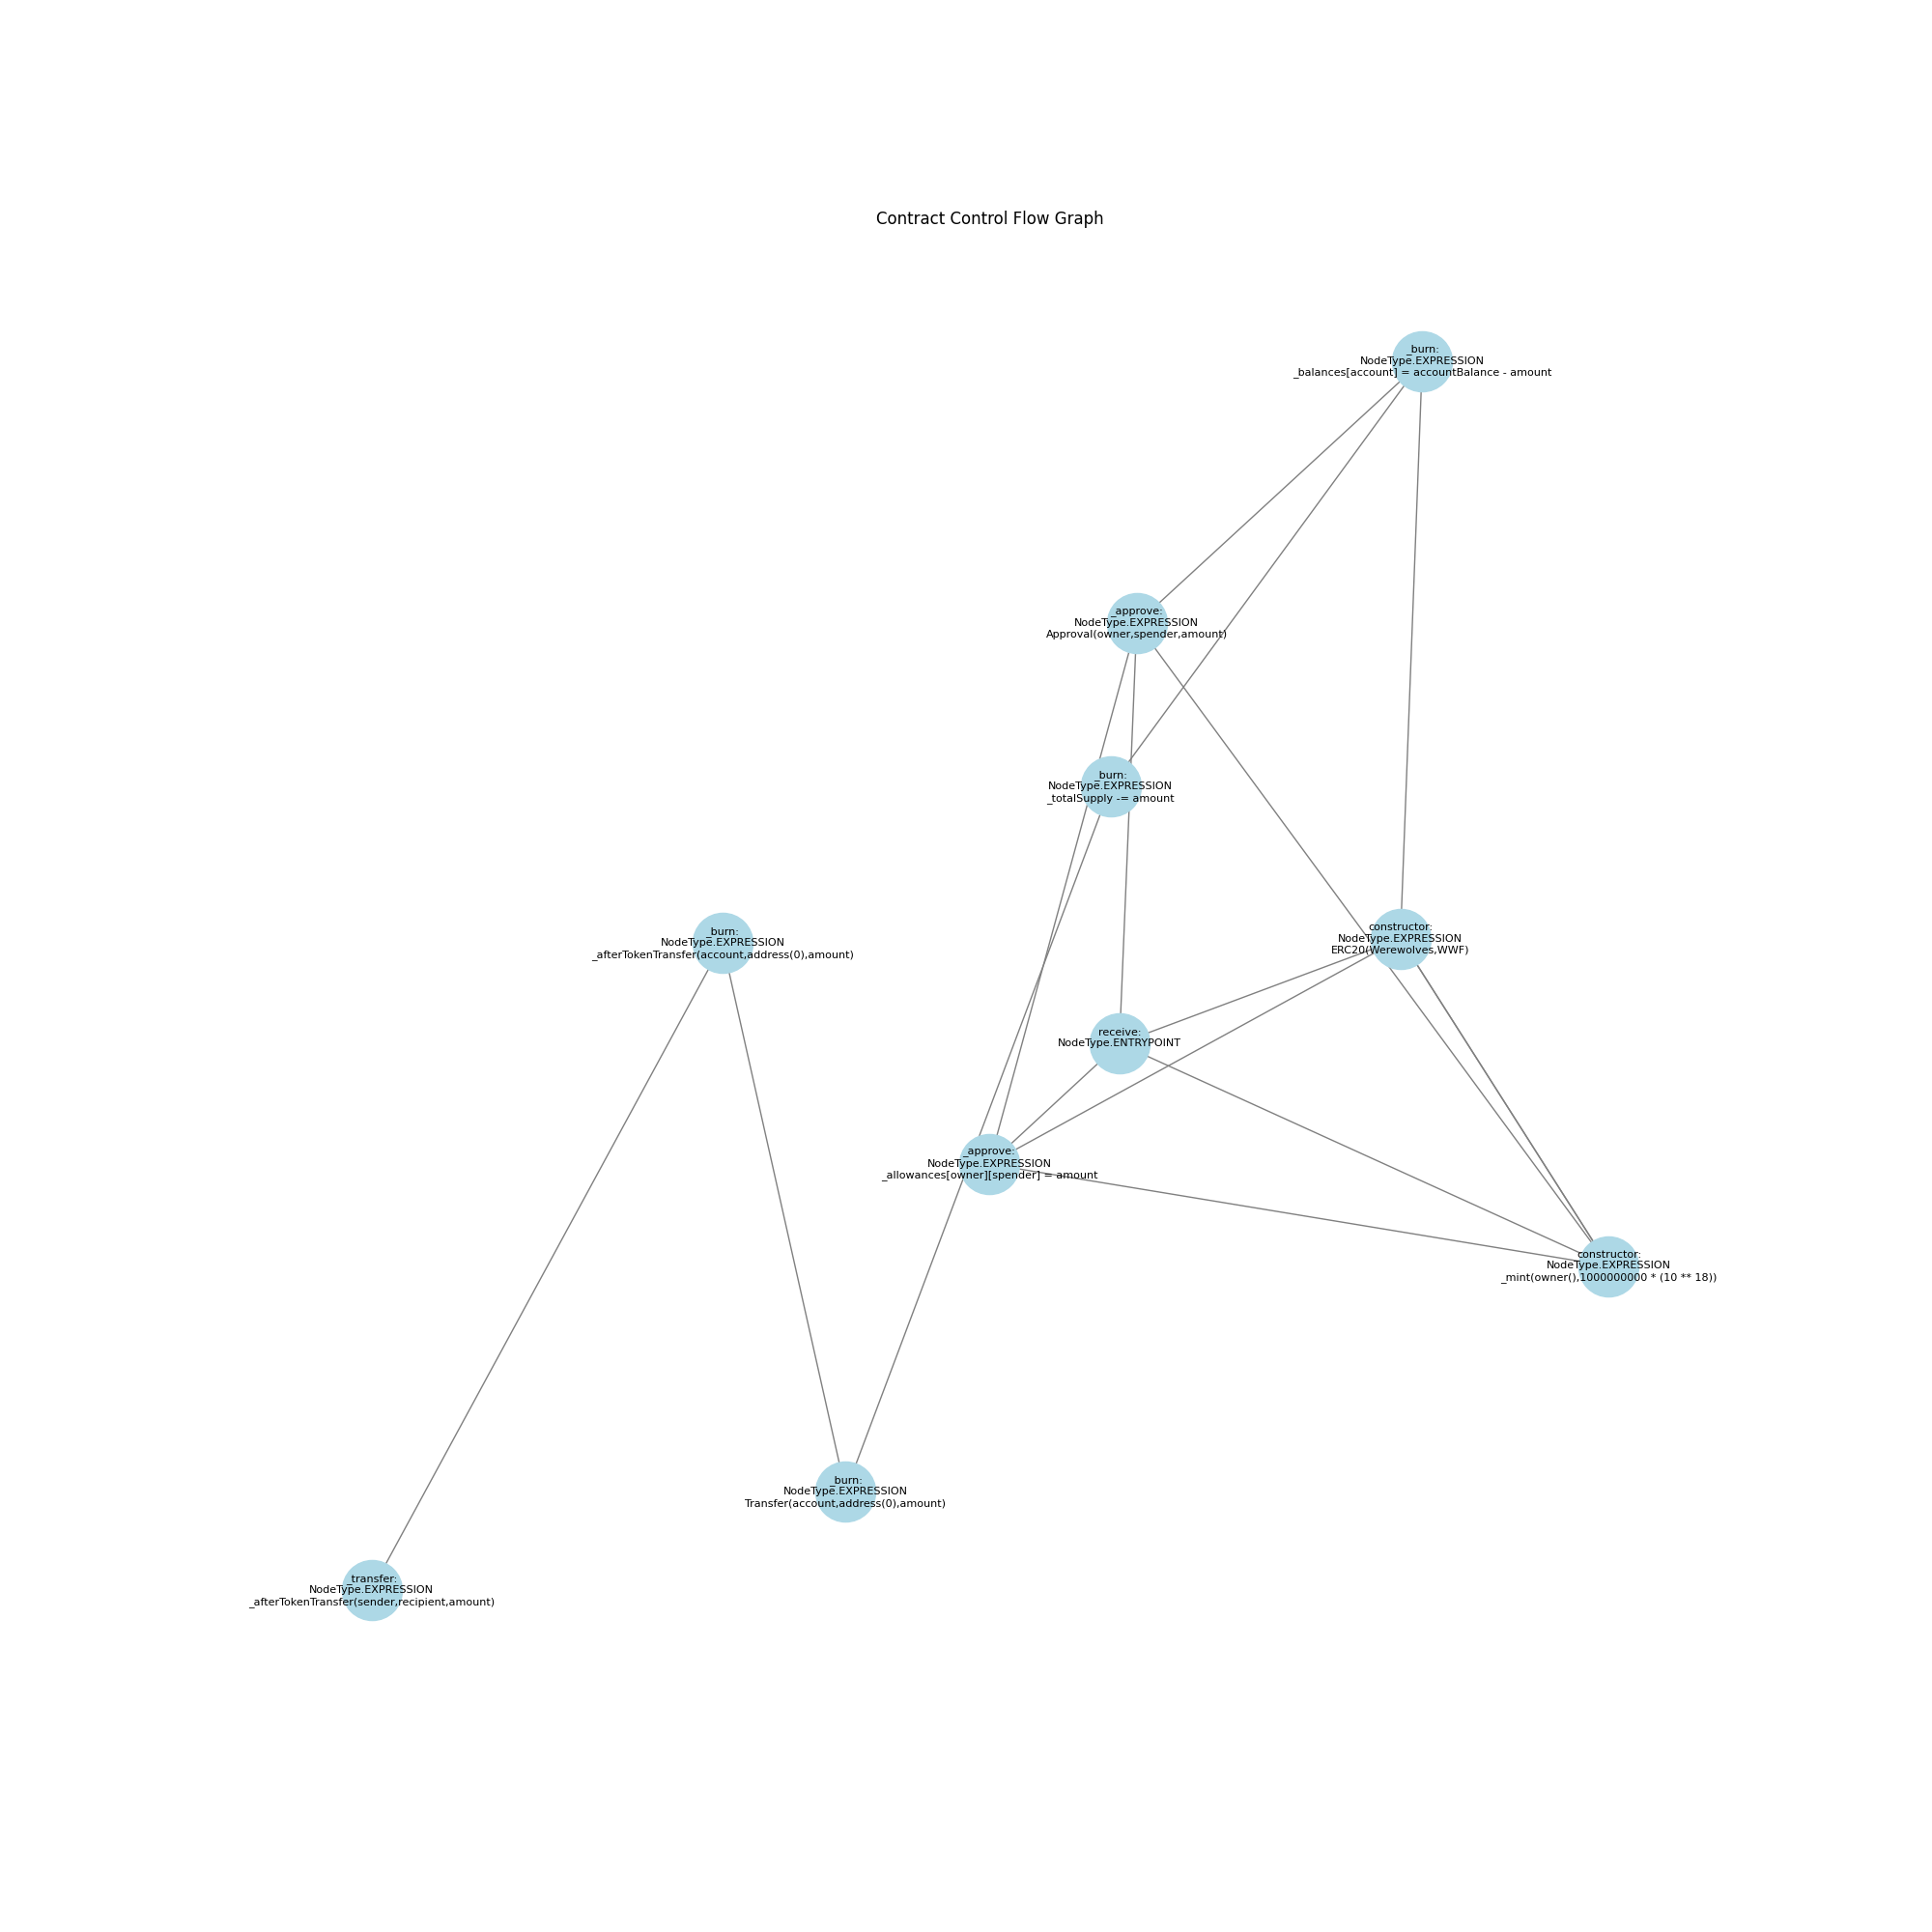 Contract Control Flow Graph
_burn:
NodeType.EXPRESSION
_balances[account] = accountBalance - amount
_approve:
NodeType.EXPRESSION
Approval(owner,spender,amount)
_burn:
NodeType.EXPRESSION
_totalSupply -= amount
_burn:
NodeType.EXPRESSION
_afterTokenTransfer(account,address(0),amount)
constructor:
NodeType.EXPRESSION
ERC20(Werewolves,WWF)
receive:
NodeType.ENTRYPOINT
_approve:
NodeType.EXPRESSION
_allowances[owner][spender] = amount
constructor:
NodeType.EXPRESSION
_mint(owner(),1000000000 * (10 ** 18))
_burn:
NodeType.EXPRESSION
Transfer(account,address(0),amount)
_transfer:
NodeType.EXPRESSION
_afterTokenTransfer(sender,recipient,amount)